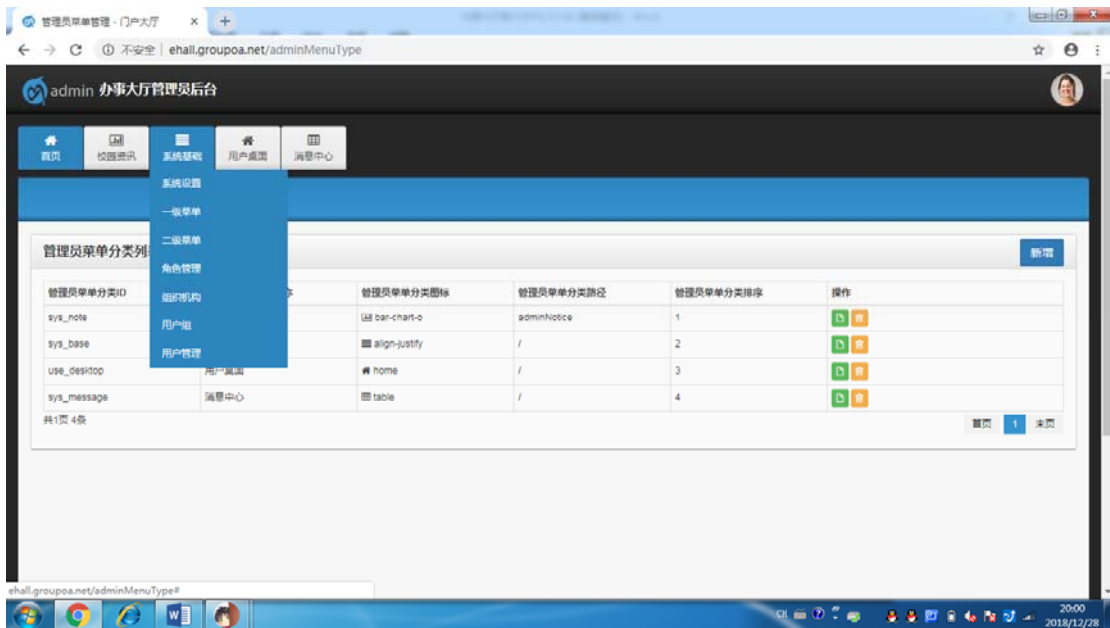 管理员菜单管理 - 门户大厅
不安全 | ehall.groupoa.net/adminMenuType
admin 办事大厅管理员后台
首页 校园资讯 系统基础 用户桌面 消息中心
系统设置
一级菜单
二级菜单
角色管理
组织机构
用户组
用户管理
管理员菜单分类列
新增
管理员菜单分类ID 管理员菜单分类图标 管理员菜单分类路径 管理员菜单分类排序 操作
sys_note bar-chart-o adminNotice 1
sys_base align-justify / 2
use_desktop 用户桌面 home / 3
sys_message 消息中心 table / 4
共1页 4条
首页 1 末页
ehall.groupoa.net/adminMenuType#
CH
20:00
2018/12/28